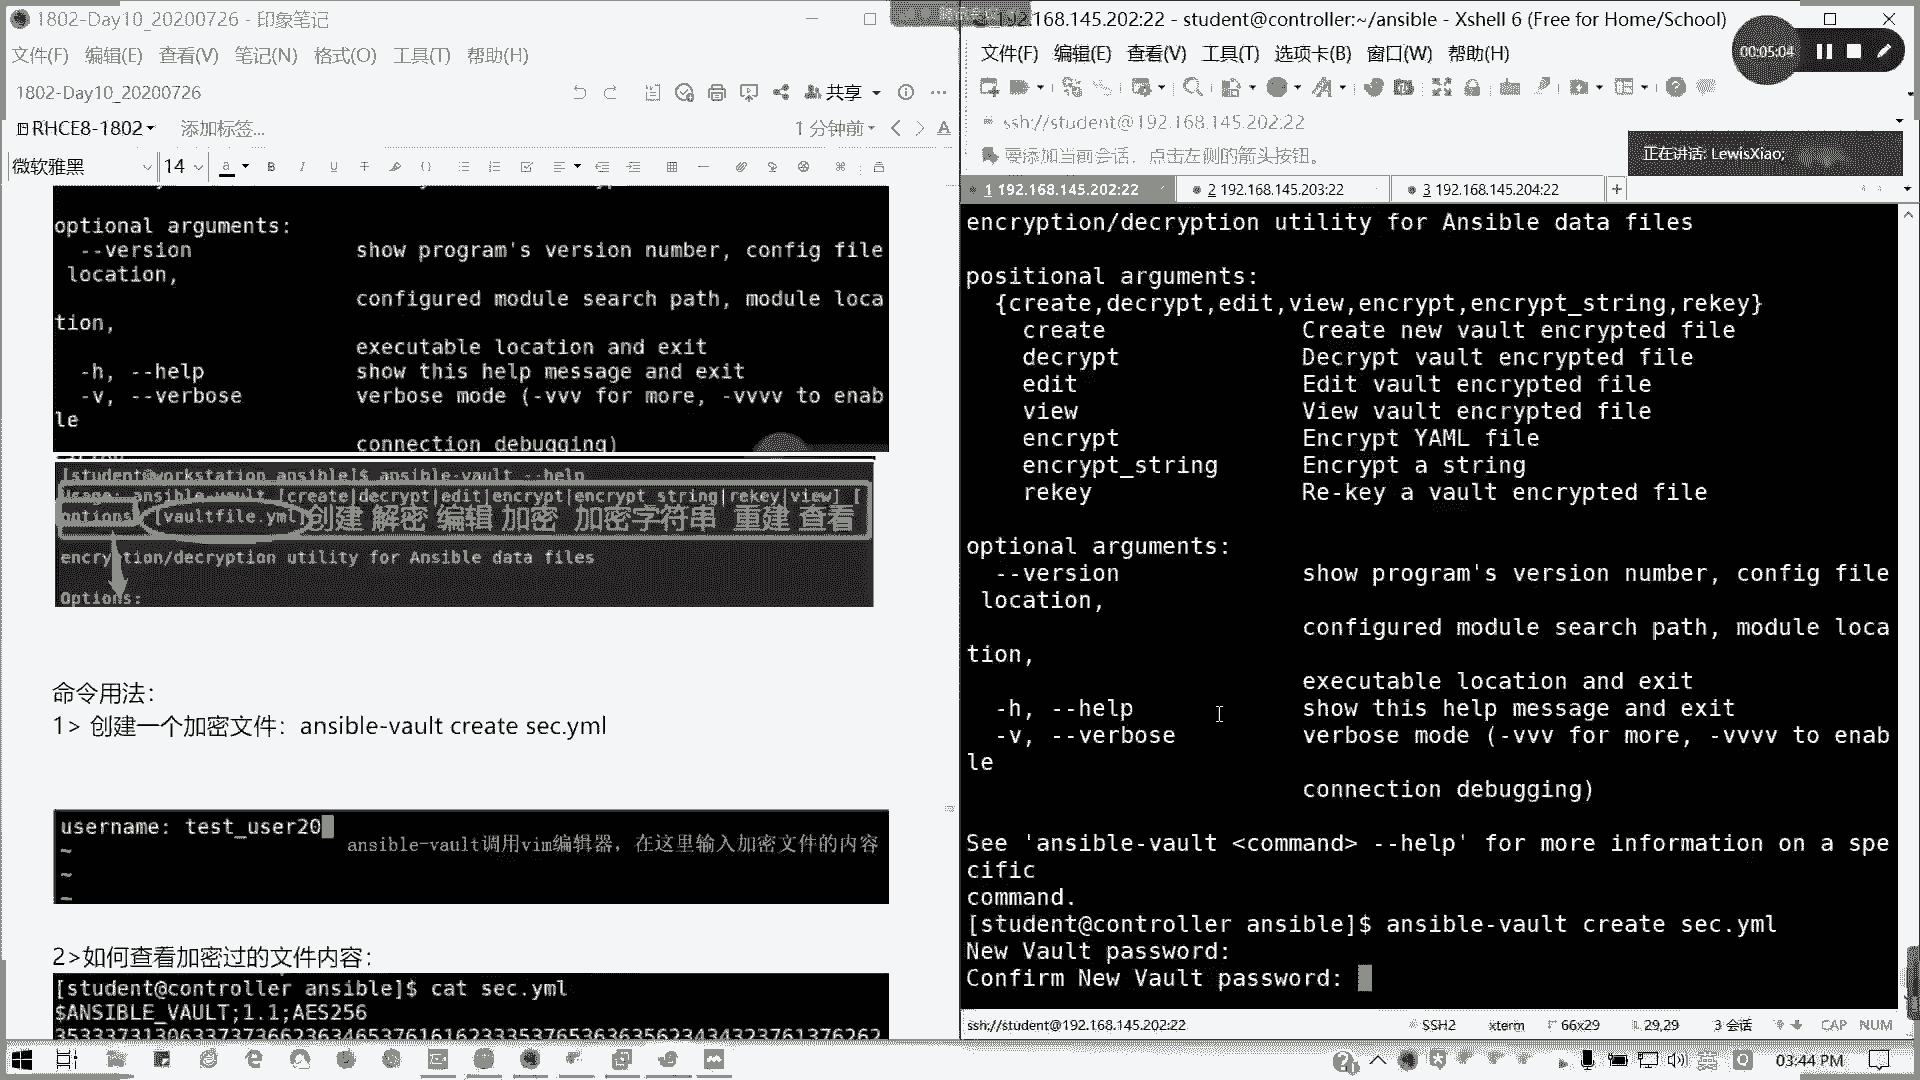 1802-Day10_20200726 - 印象笔记
文件(F) 编辑(E) 查看(V) 笔记(N) 格式(O) 工具(T) 帮助(H)
1802-Day10_20200726
共享
RHCE8-1802
添加标签...
1 分钟前
微软雅黑
14
optional arguments:
--version show program's version number, config file
location,
configured module search path, module loca
tion,
executable location and exit
-h, --help show this help message and exit
-v, --verbose verbose mode (-vvv for more, -vvvv to enab
le
connection debugging)
[student@workstation ansible]$ ansible-vault --help
Usage: ansible-vault [create|decrypt|edit|encrypt|encrypt_string|rekey|view] [
options] [vaultfile.yml] 创建 解密 编辑 加密 加密字符串 重建 查看
encryption/decryption utility for Ansible data files
Options:
命令用法：
1> 创建一个加密文件：ansible-vault create sec.yml
username: test_user20
~
ansible-vault调用vim编辑器，在这里输入加密文件的内容
~
~
2>如何查看加密过的文件内容：
[student@controller ansible]$ cat sec.yml
$ANSIBLE_VAULT;1.1;AES256
192.168.145.202:22 - student@controller:~/ansible - Xshell 6 (Free for Home/School)
文件(F) 编辑(E) 查看(V) 工具(T) 选项卡(B) 窗口(W) 帮助(H)
00:05:04
ssh://student@192.168.145.202:22
要添加当前会话，点击左侧的箭头按钮。
正在讲话: LewisXiao;
1 192.168.145.202:22
2 192.168.145.203:22
3 192.168.145.204:22
+
encryption/decryption utility for Ansible data files
positional arguments:
{create,decrypt,edit,view,encrypt,encrypt_string,rekey}
create Create new vault encrypted file
decrypt Decrypt vault encrypted file
edit Edit vault encrypted file
view View vault encrypted file
encrypt Encrypt YAML file
encrypt_string Encrypt a string
rekey Re-key a vault encrypted file
optional arguments:
--version show program's version number, config file
location,
configured module search path, module loca
tion,
executable location and exit
-h, --help show this help message and exit
-v, --verbose verbose mode (-vvv for more, -vvvv to enab
le
connection debugging)
See 'ansible-vault <command> --help' for more information on a spe
cific
command.
[student@controller ansible]$ ansible-vault create sec.yml
New Vault password:
Confirm New Vault password:
ssh://student@192.168.145.202:22
SSH2
xterm
66x29
29,29
3 会话
CAP NUM
英
03:44 PM